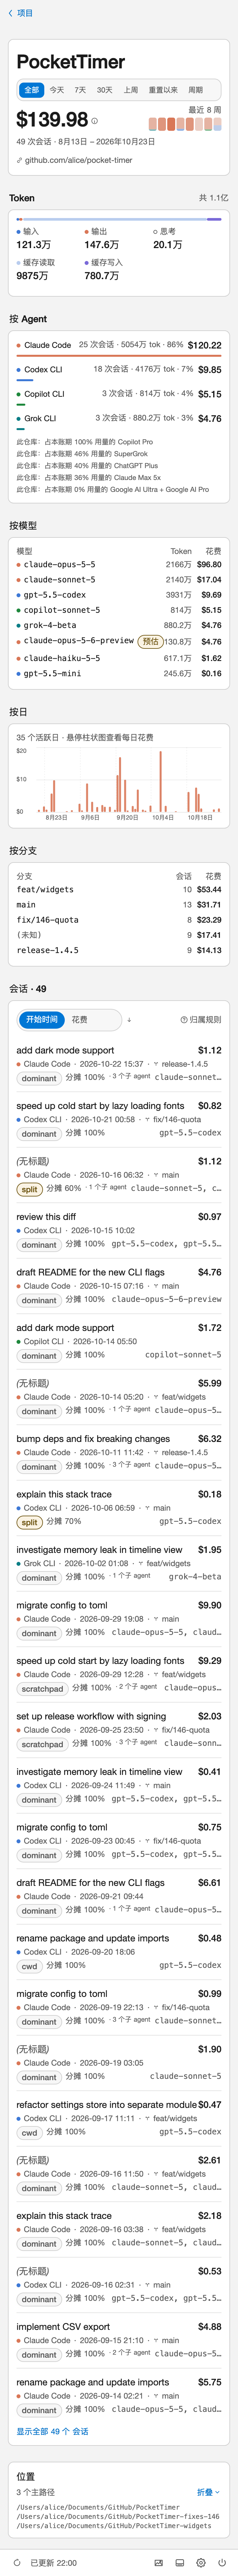 项目
PocketTimer
全部 今天 7天 30天 上周 重置以来 周期
$139.98
最近 8 周
49 次会话 · 8月13日 – 2026年10月23日
github.com/alice/pocket-timer
Token 共 1.1亿
输入 输出 思考
121.3万 147.6万 20.1万
缓存读取 缓存写入
9875万 780.7万
按 Agent
Claude Code 25 次会话 · 5054万 tok · 86% $120.22
Codex CLI 18 次会话 · 4176万 tok · 7% $9.85
Copilot CLI 3 次会话 · 814万 tok · 4% $5.15
Grok CLI 3 次会话 · 880.2万 tok · 3% $4.76
此仓库：占本账期 100% 用量的 Copilot Pro
此仓库：占本账期 46% 用量的 SuperGrok
此仓库：占本账期 40% 用量的 ChatGPT Plus
此仓库：占本账期 36% 用量的 Claude Max 5x
此仓库：占本账期 0% 用量的 Google AI Ultra + Google AI Pro
按模型
模型 Token 花费
claude-opus-5-5 2166万 $96.80
claude-sonnet-5 2140万 $17.04
gpt-5.5-codex 3931万 $9.69
copilot-sonnet-5 814万 $5.15
grok-4-beta 880.2万 $4.76
claude-opus-5-6-preview 预估 130.8万 $4.76
claude-haiku-5-5 617.1万 $1.62
gpt-5.5-mini 245.6万 $0.16
按日
35 个活跃日 · 悬停柱状图查看每日花费
$20
$10
$0
8月23日 9月6日 9月20日 10月4日 10月18日
按分支
分支 会话 花费
feat/widgets 10 $53.44
main 13 $31.71
fix/146-quota 8 $23.29
(未知) 9 $17.41
release-1.4.5 9 $14.13
会话 · 49
开始时间 花费 ↓ 归属规则
add dark mode support $1.12
Claude Code · 2026-10-22 15:37 · release-1.4.5
dominant 分摊 100% · 3 个子 agent claude-sonnet…
speed up cold start by lazy loading fonts $0.82
Codex CLI · 2026-10-21 00:58 · fix/146-quota
dominant 分摊 100% gpt-5.5-codex
(无标题) $1.12
Claude Code · 2026-10-16 06:32 · main
split 分摊 60% · 1 个子 agent claude-sonnet-5, c…
review this diff $0.97
Codex CLI · 2026-10-15 10:02
dominant 分摊 100% gpt-5.5-codex, gpt-5.5…
draft README for the new CLI flags $4.76
Claude Code · 2026-10-15 07:16 · main
dominant 分摊 100% claude-opus-5-6-preview
add dark mode support $1.72
Copilot CLI · 2026-10-14 05:50
dominant 分摊 100% copilot-sonnet-5
(无标题) $5.99
Claude Code · 2026-10-14 05:20 · feat/widgets
dominant 分摊 100% · 1 个子 agent claude-opus-5…
bump deps and fix breaking changes $6.32
Claude Code · 2026-10-11 11:42 · release-1.4.5
dominant 分摊 100% · 3 个子 agent claude-opus-5…
explain this stack trace $0.18
Codex CLI · 2026-10-06 06:59 · main
split 分摊 70% gpt-5.5-codex
investigate memory leak in timeline view $1.95
Grok CLI · 2026-10-02 01:08 · feat/widgets
dominant 分摊 100% · 1 个子 agent grok-4-beta
migrate config to toml $9.90
Claude Code · 2026-09-29 19:08 · main
dominant 分摊 100% claude-opus-5-5, claud…
speed up cold start by lazy loading fonts $9.29
Claude Code · 2026-09-29 12:28 · feat/widgets
scratchpad 分摊 100% · 2 个子 agent claude-opus…
set up release workflow with signing $2.03
Claude Code · 2026-09-25 23:50 · fix/146-quota
scratchpad 分摊 100% · 3 个子 agent claude-sonn…
investigate memory leak in timeline view $0.41
Codex CLI · 2026-09-24 11:49 · main
dominant 分摊 100% gpt-5.5-codex, gpt-5.5…
migrate config to toml $0.75
Codex CLI · 2026-09-23 00:45 · fix/146-quota
dominant 分摊 100% gpt-5.5-codex, gpt-5.5…
draft README for the new CLI flags $6.61
Claude Code · 2026-09-21 09:44
dominant 分摊 100% · 1 个子 agent claude-opus-5…
rename package and update imports $0.48
Codex CLI · 2026-09-20 18:06
cwd 分摊 100% gpt-5.5-codex
migrate config to toml $0.99
Claude Code · 2026-09-19 22:13 · fix/146-quota
dominant 分摊 100% · 3 个子 agent claude-sonnet…
(无标题) $1.90
Claude Code · 2026-09-19 03:05
dominant 分摊 100% claude-sonnet-5
refactor settings store into separate module $0.47
Codex CLI · 2026-09-17 11:11 · feat/widgets
cwd 分摊 100% gpt-5.5-codex
(无标题) $2.61
Claude Code · 2026-09-16 11:50 · feat/widgets
dominant 分摊 100% claude-sonnet-5, claud…
explain this stack trace $2.18
Claude Code · 2026-09-16 03:38 · feat/widgets
dominant 分摊 100% claude-sonnet-5, claud…
(无标题) $0.53
Codex CLI · 2026-09-16 02:31 · main
dominant 分摊 100% gpt-5.5-codex, gpt-5.5…
implement CSV export $4.88
Claude Code · 2026-09-15 21:10 · main
dominant 分摊 100% · 2 个子 agent claude-opus-5…
rename package and update imports $5.75
Claude Code · 2026-09-14 02:21 · main
dominant 分摊 100% claude-opus-5-5, claud…
显示全部 49 个 会话
位置
3 个主路径 折叠
/Users/alice/Documents/GitHub/PocketTimer
/Users/alice/Documents/GitHub/PocketTimer-fixes-146
/Users/alice/Documents/GitHub/PocketTimer-widgets
已更新 22:00